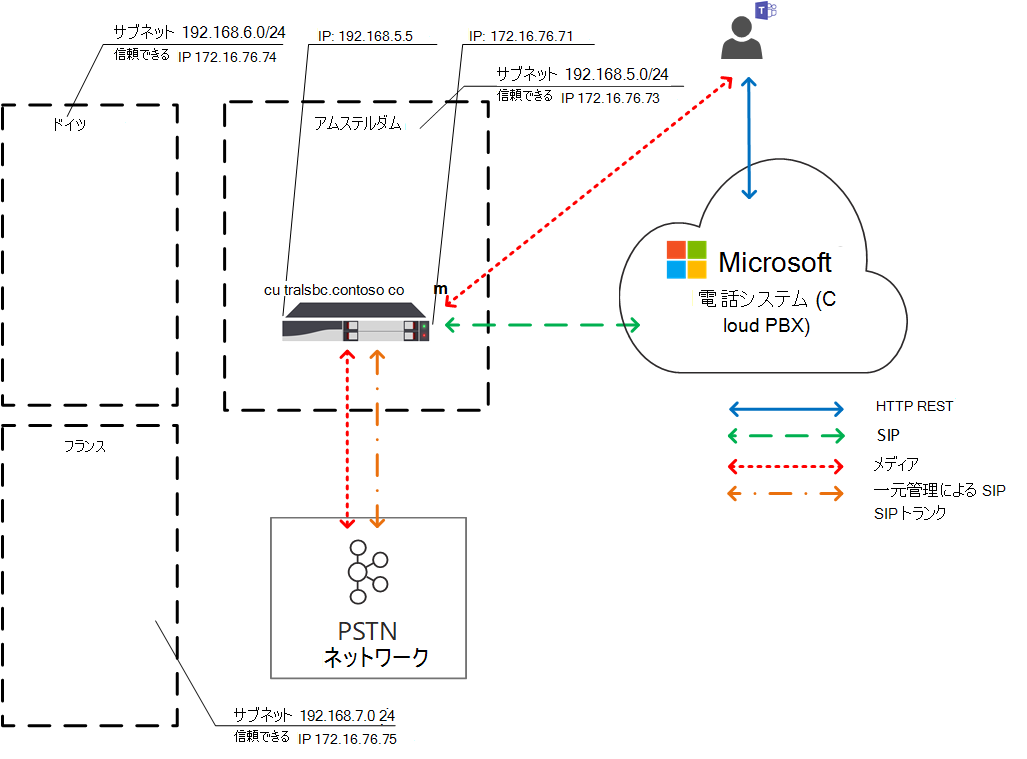 サブネット 192.168.6.0/24
信頼できる IP 172.16.76.74
IP: 192.168.5.5
IP: 172.16.76.71
サブネット 192.168.5.0/24
信頼できる IP 172.16.76.73
ドイツ
アムステルダム
cu tralsbc.contoso co m
Microsoft
電話システム (C
loud PBX)
HTTP REST
SIP
メディア
一元管理による SIP
SIP トランク
フランス
PSTN
ネットワーク
サブネット 192.168.7.0 24
信頼できる IP 172.16.76.75